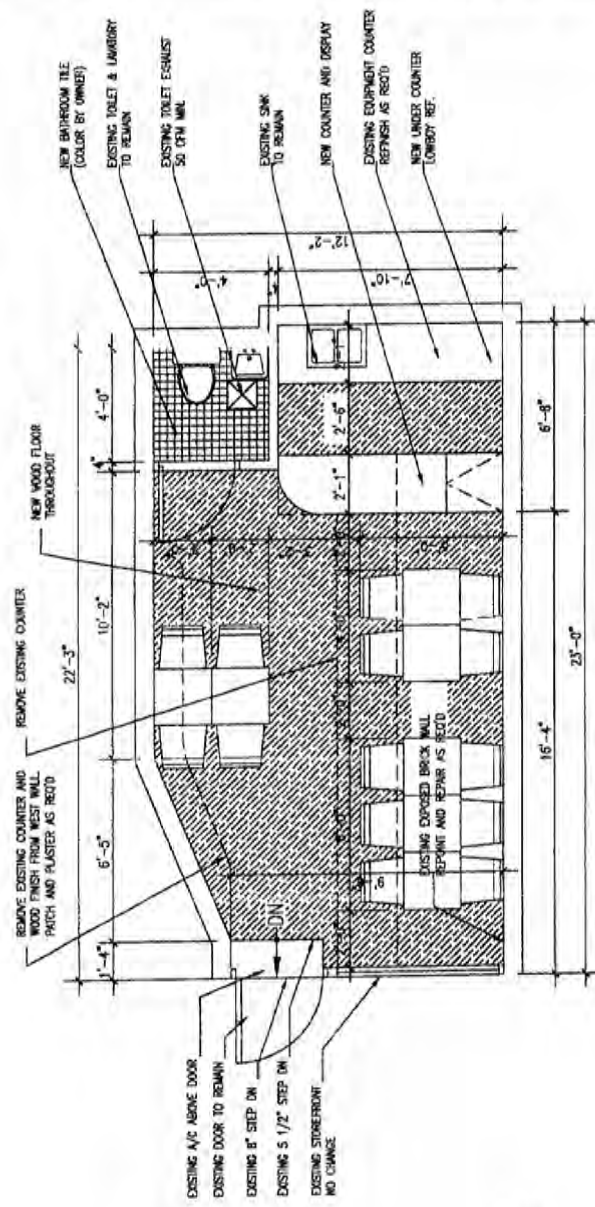 REMOVE EXISTING COUNTER AND
WOOD FINISH FROM WEST WALL.
PATCH AND PLASTER AS REQ'D
REMOVE EXISTING COUNTER
NEW WOOD FLOOR
THROUGHOUT
NEW BATHROOM TILE
(COLOR BY OWNER)
EXISTING TOILET & LAVATORY
TO REMAIN
EXISTING TOILET EXHAUST
50 CFM MIN.
EXISTING SINK
TO REMAIN
NEW COUNTER AND DISPLAY
EXISTING EQUIPMENT COUNTER
REFINISH AS REQ'D
NEW UNDER COUNTER
LOWBOY REF.
EXISTING A/C ABOVE DOOR
EXISTING DOOR TO REMAIN
EXISTING 8" STEP DN
EXISTING 5 1/2" STEP DN
EXISTING STOREFRONT
NO CHANGE
22'-3"
1'-4"
6'-5"
10'-2"
4"
4'-0"
4'-0"
12'-2"
7'-10"
DN
2'-1"
2'-6"
EXISTING EXPOSED BRICK WALL
REPOINT AND REPAIR AS REQ'D
16'-4"
6'-8"
23'-0"